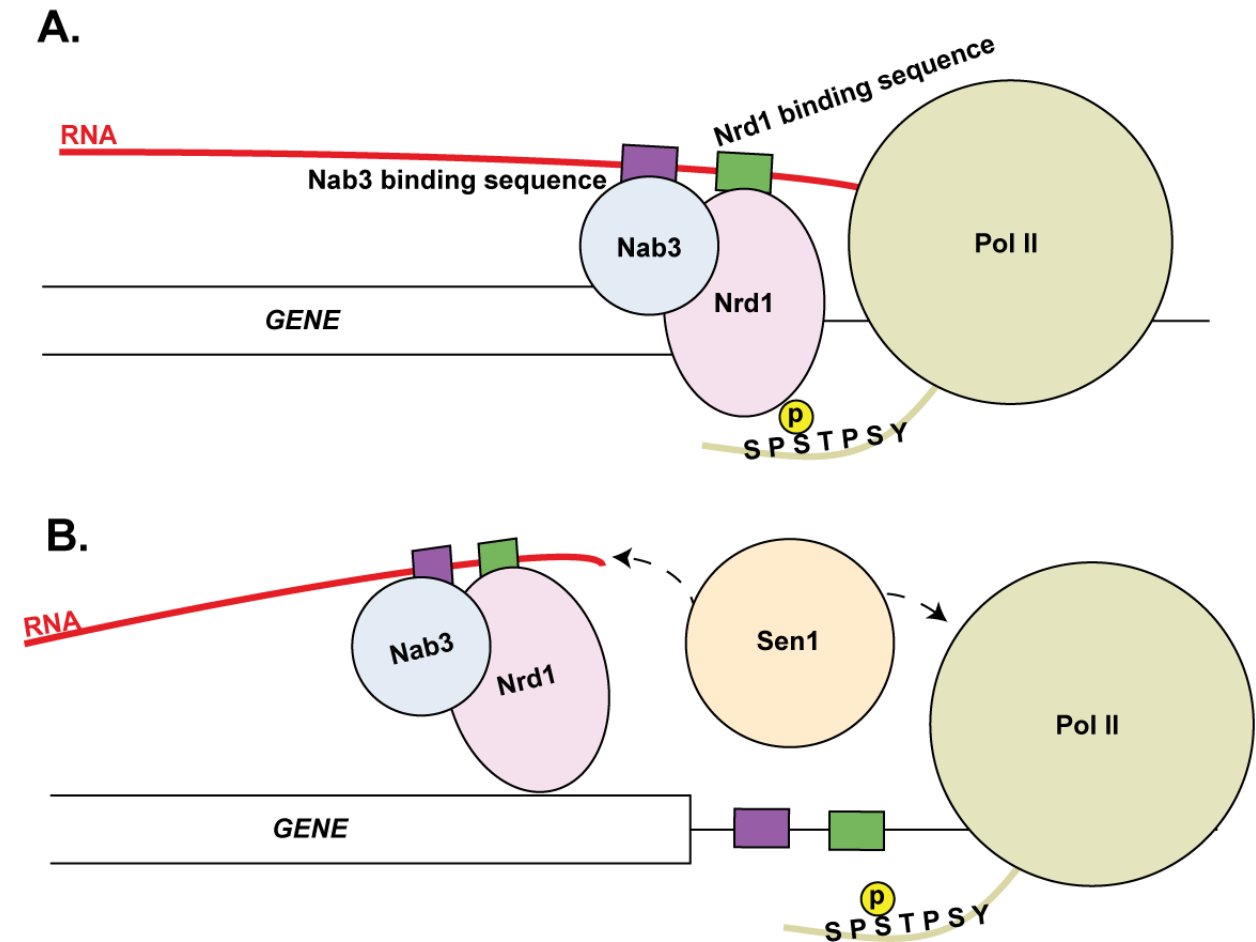 A.
Nrd1 binding sequence
RNA
Nab3 binding sequence
Nab3
Pol II
Nrd1
GENE
p
S P S T P S Y
B.
RNA
Nab3
Nrd1
Sen1
Pol II
GENE
p
S P S T P S Y